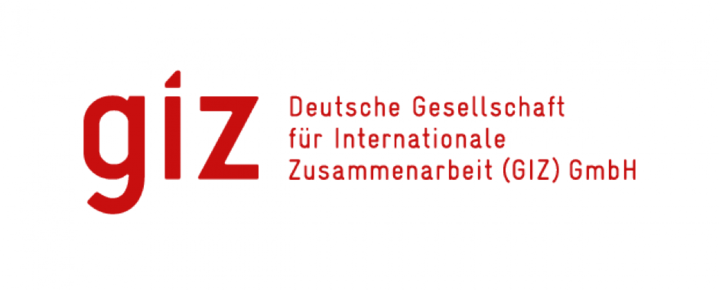 giz
Deutsche Gesellschaft
für Internationale
Zusammenarbeit (GIZ) GmbH